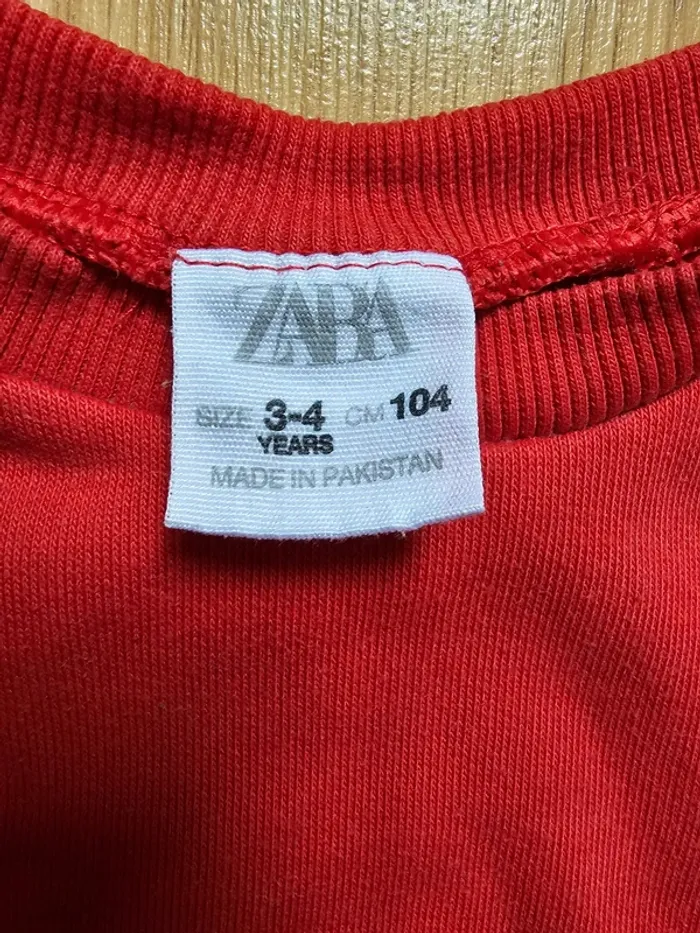 ZARA
SIZE 3-4 CM 104
YEARS
MADE IN PAKISTAN